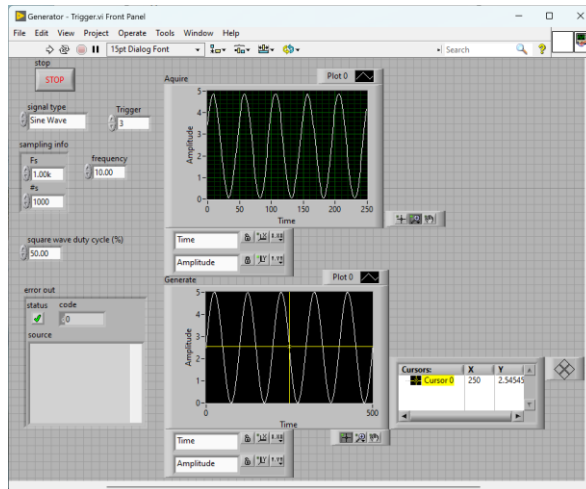 Generator - Trigger.vi Front Panel
File Edit View Project Operate Tools Window Help
15pt Dialog Font
Search
stop
STOP
signal type
Sine Wave
Trigger
3
sampling info
Fs
1.00k
#s
1000
frequency
10.00
square wave duty cycle (%)
50.00
error out
status code
0
source
Aquire
Plot 0
Amplitude
5
4
3
2
1
0
0 50 100 150 200 250
Time
Time
Amplitude
Generate
Plot 0
Amplitude
5
4
3
2
1
0
0 500
Time
Time
Amplitude
Cursors: X Y
Cursor 0 250 2.54545